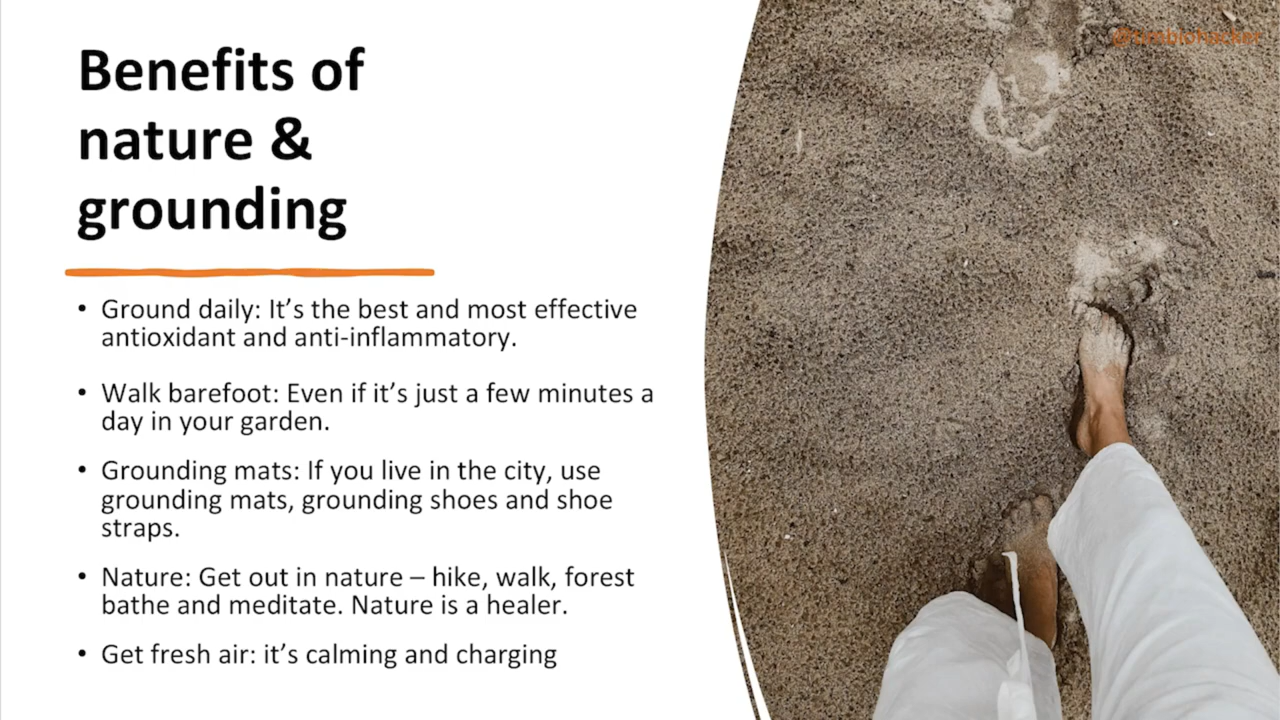 @simbiohacker
Benefits of
nature &
grounding
• Ground daily: It’s the best and most effective
antioxidant and anti-inflammatory.
• Walk barefoot: Even if it’s just a few minutes a
day in your garden.
• Grounding mats: If you live in the city, use
grounding mats, grounding shoes and shoe
straps.
• Nature: Get out in nature – hike, walk, forest
bathe and meditate. Nature is a healer.
• Get fresh air: it’s calming and charging